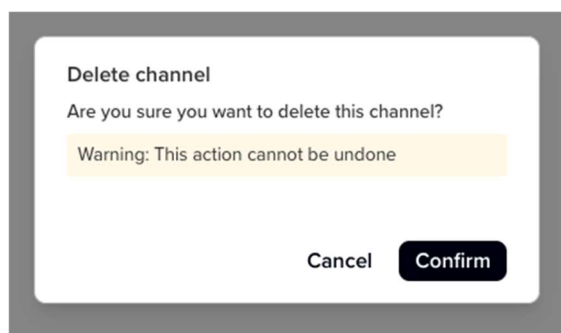 Delete channel
Are you sure you want to delete this channel?
Warning: This action cannot be undone
Cancel Confirm